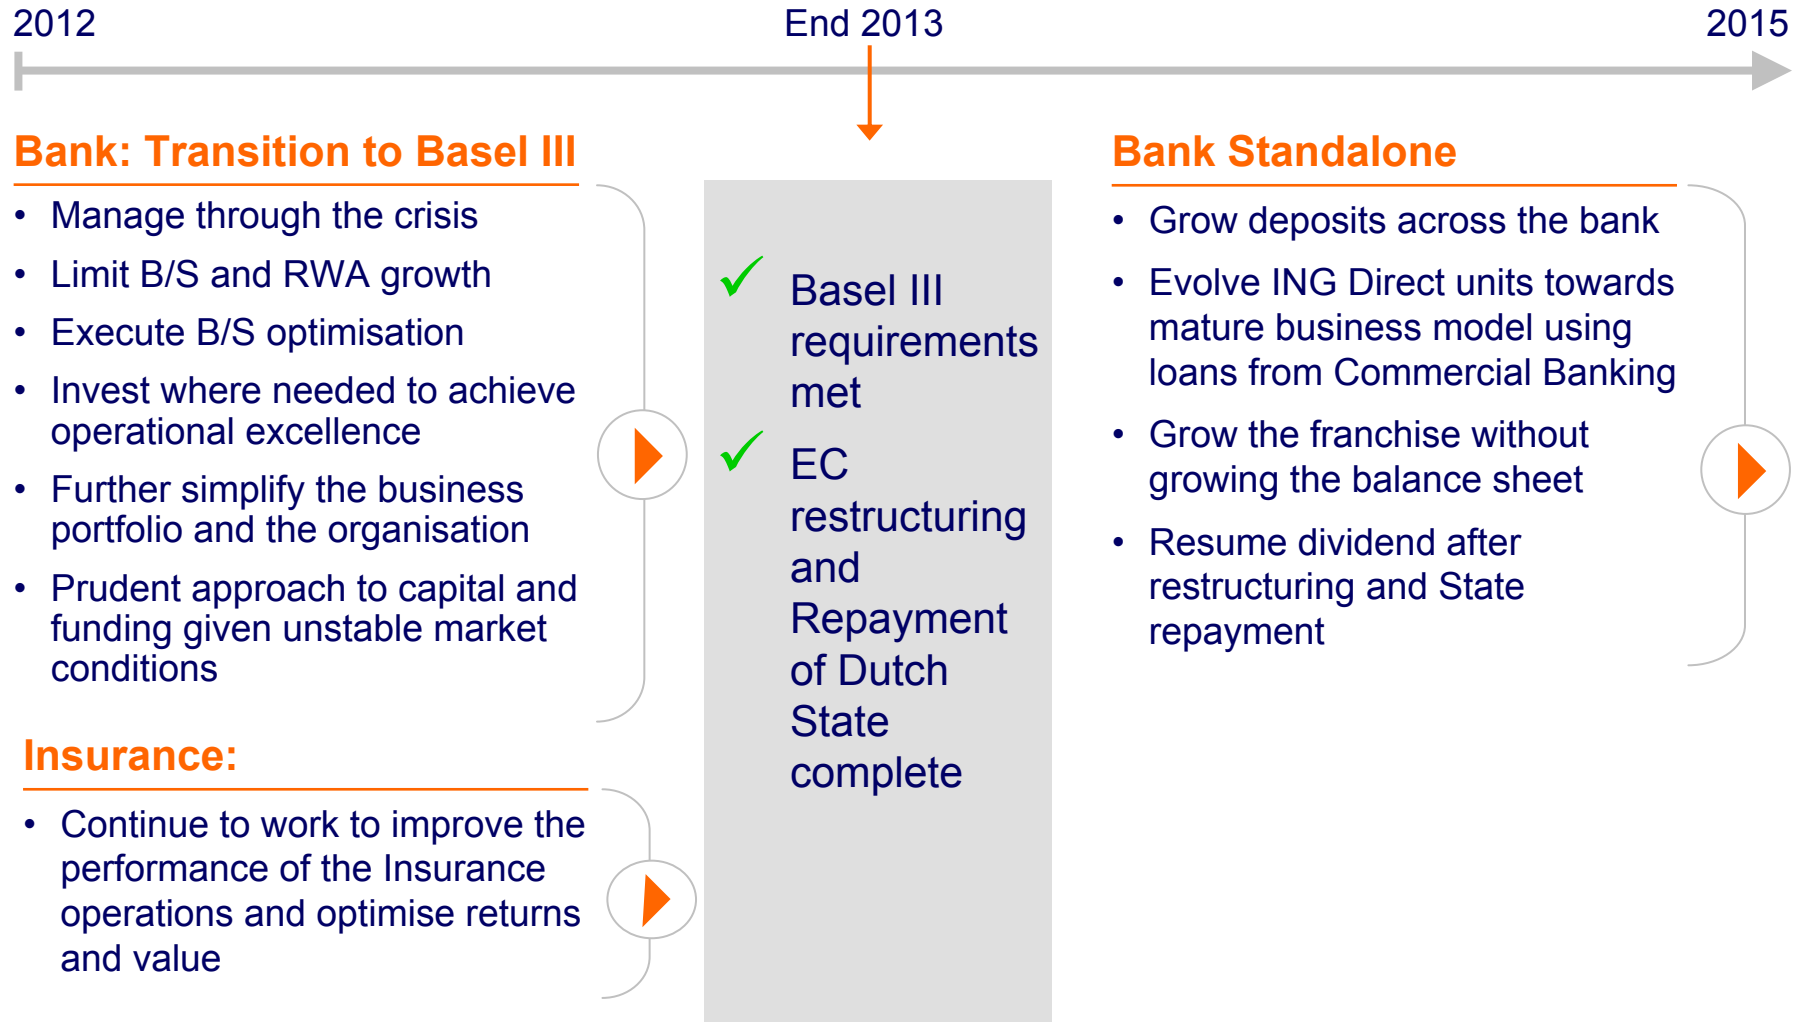 2012
End 2013
2015
Bank: Transition to Basel III
• Manage through the crisis
• Limit B/S and RWA growth
• Execute B/S optimisation
• Invest where needed to achieve
operational excellence
• Further simplify the business
portfolio and the organisation
• Prudent approach to capital and
funding given unstable market
conditions
Insurance:
• Continue to work to improve the
performance of the Insurance
operations and optimise returns
and value
✓ Basel III
requirements
met
✓ EC
restructuring
and
Repayment
of Dutch
State
complete
Bank Standalone
• Grow deposits across the bank
• Evolve ING Direct units towards
mature business model using
loans from Commercial Banking
• Grow the franchise without
growing the balance sheet
• Resume dividend after
restructuring and State
repayment